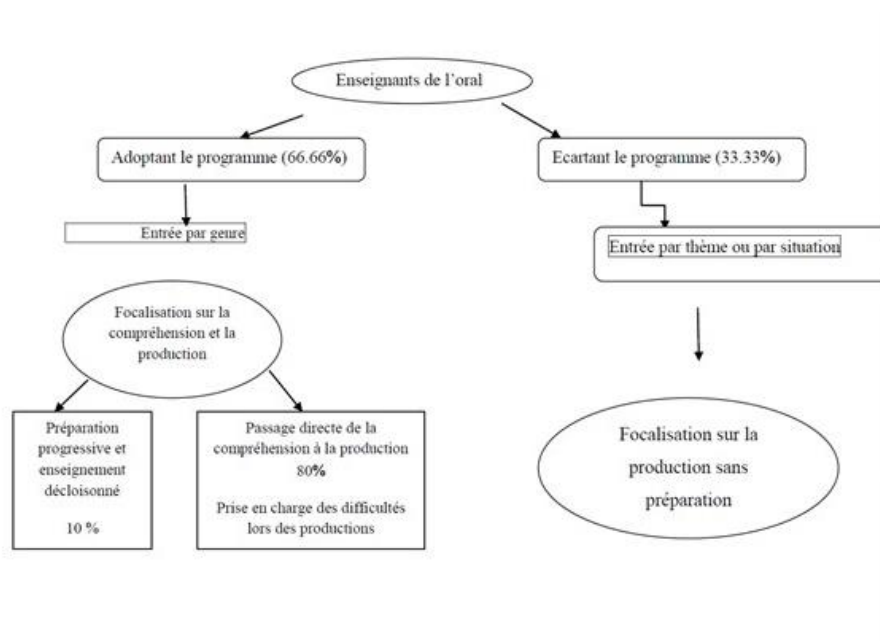 Enseignants de l'oral
Adoptant le programme (66.66%)
Ecartant le programme (33.33%)
Entrée par genre
Entrée par thème ou par situation
Focalisation sur la
compréhension et la
production
Préparation
progressive et
enseignement
décloisonné
10 %
Passage directe de la
compréhension à la production
80%
Prise en charge des difficultés
lors des productions
Focalisation sur la
production sans
préparation